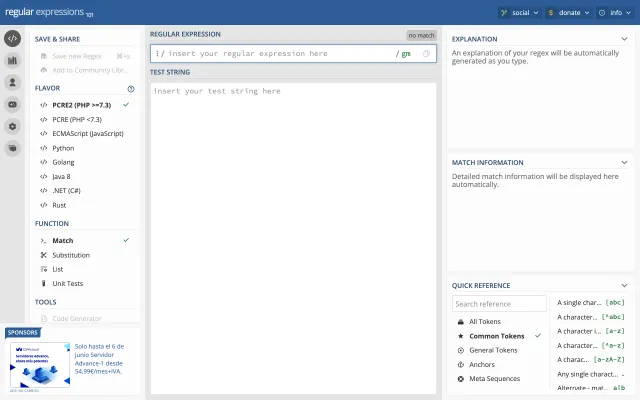 regular expressions 101
social
donate
info
SAVE & SHARE
Save new Regex ⌘+s
Add to Community Libr...
FLAVOR
PCRE2 (PHP >=7.3)
PCRE (PHP <7.3)
ECMAScript (JavaScript)
Python
Golang
Java 8
.NET (C#)
Rust
FUNCTION
Match
Substitution
List
Unit Tests
TOOLS
Code Generator
SPONSORS
Servidores Advance,
ahora más potentes
Solo hasta el 6 de
junio Servidor
Advance-1 desde
54,99€/mes+IVA.
REGULAR EXPRESSION
no match
/ insert your regular expression here / gm
TEST STRING
insert your test string here
EXPLANATION
An explanation of your regex will be automatically
generated as you type.
MATCH INFORMATION
Detailed match information will be displayed here
automatically.
QUICK REFERENCE
Search reference
All Tokens
Common Tokens
General Tokens
Anchors
Meta Sequences
A single char... [abc]
A character... [^abc]
A character i... [a-z]
A character... [^a-z]
A charac... [a-zA-Z]
Any single charact... .
Alternate - mat... a|b